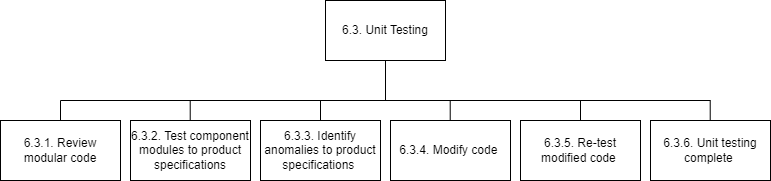 6.3. Unit Testing
6.3.1. Review
modular code
6.3.2. Test component
modules to product
specifications
6.3.3. Identify
anomalies to product
specifications
6.3.4. Modify code
6.3.5. Re-test
modified code
6.3.6. Unit testing
complete